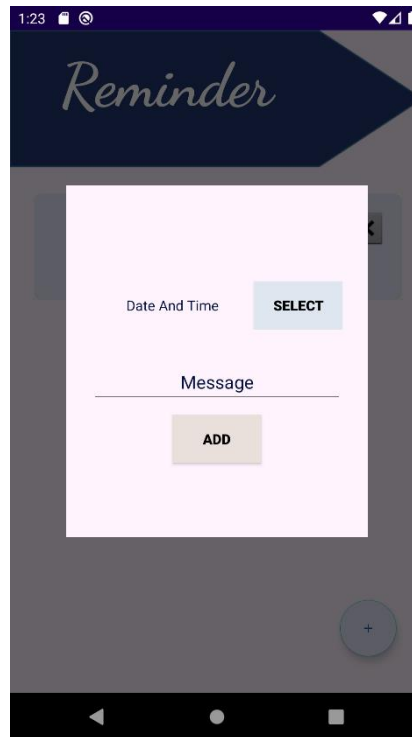 1:23
Reminder
Date And Time SELECT
Message
ADD
+